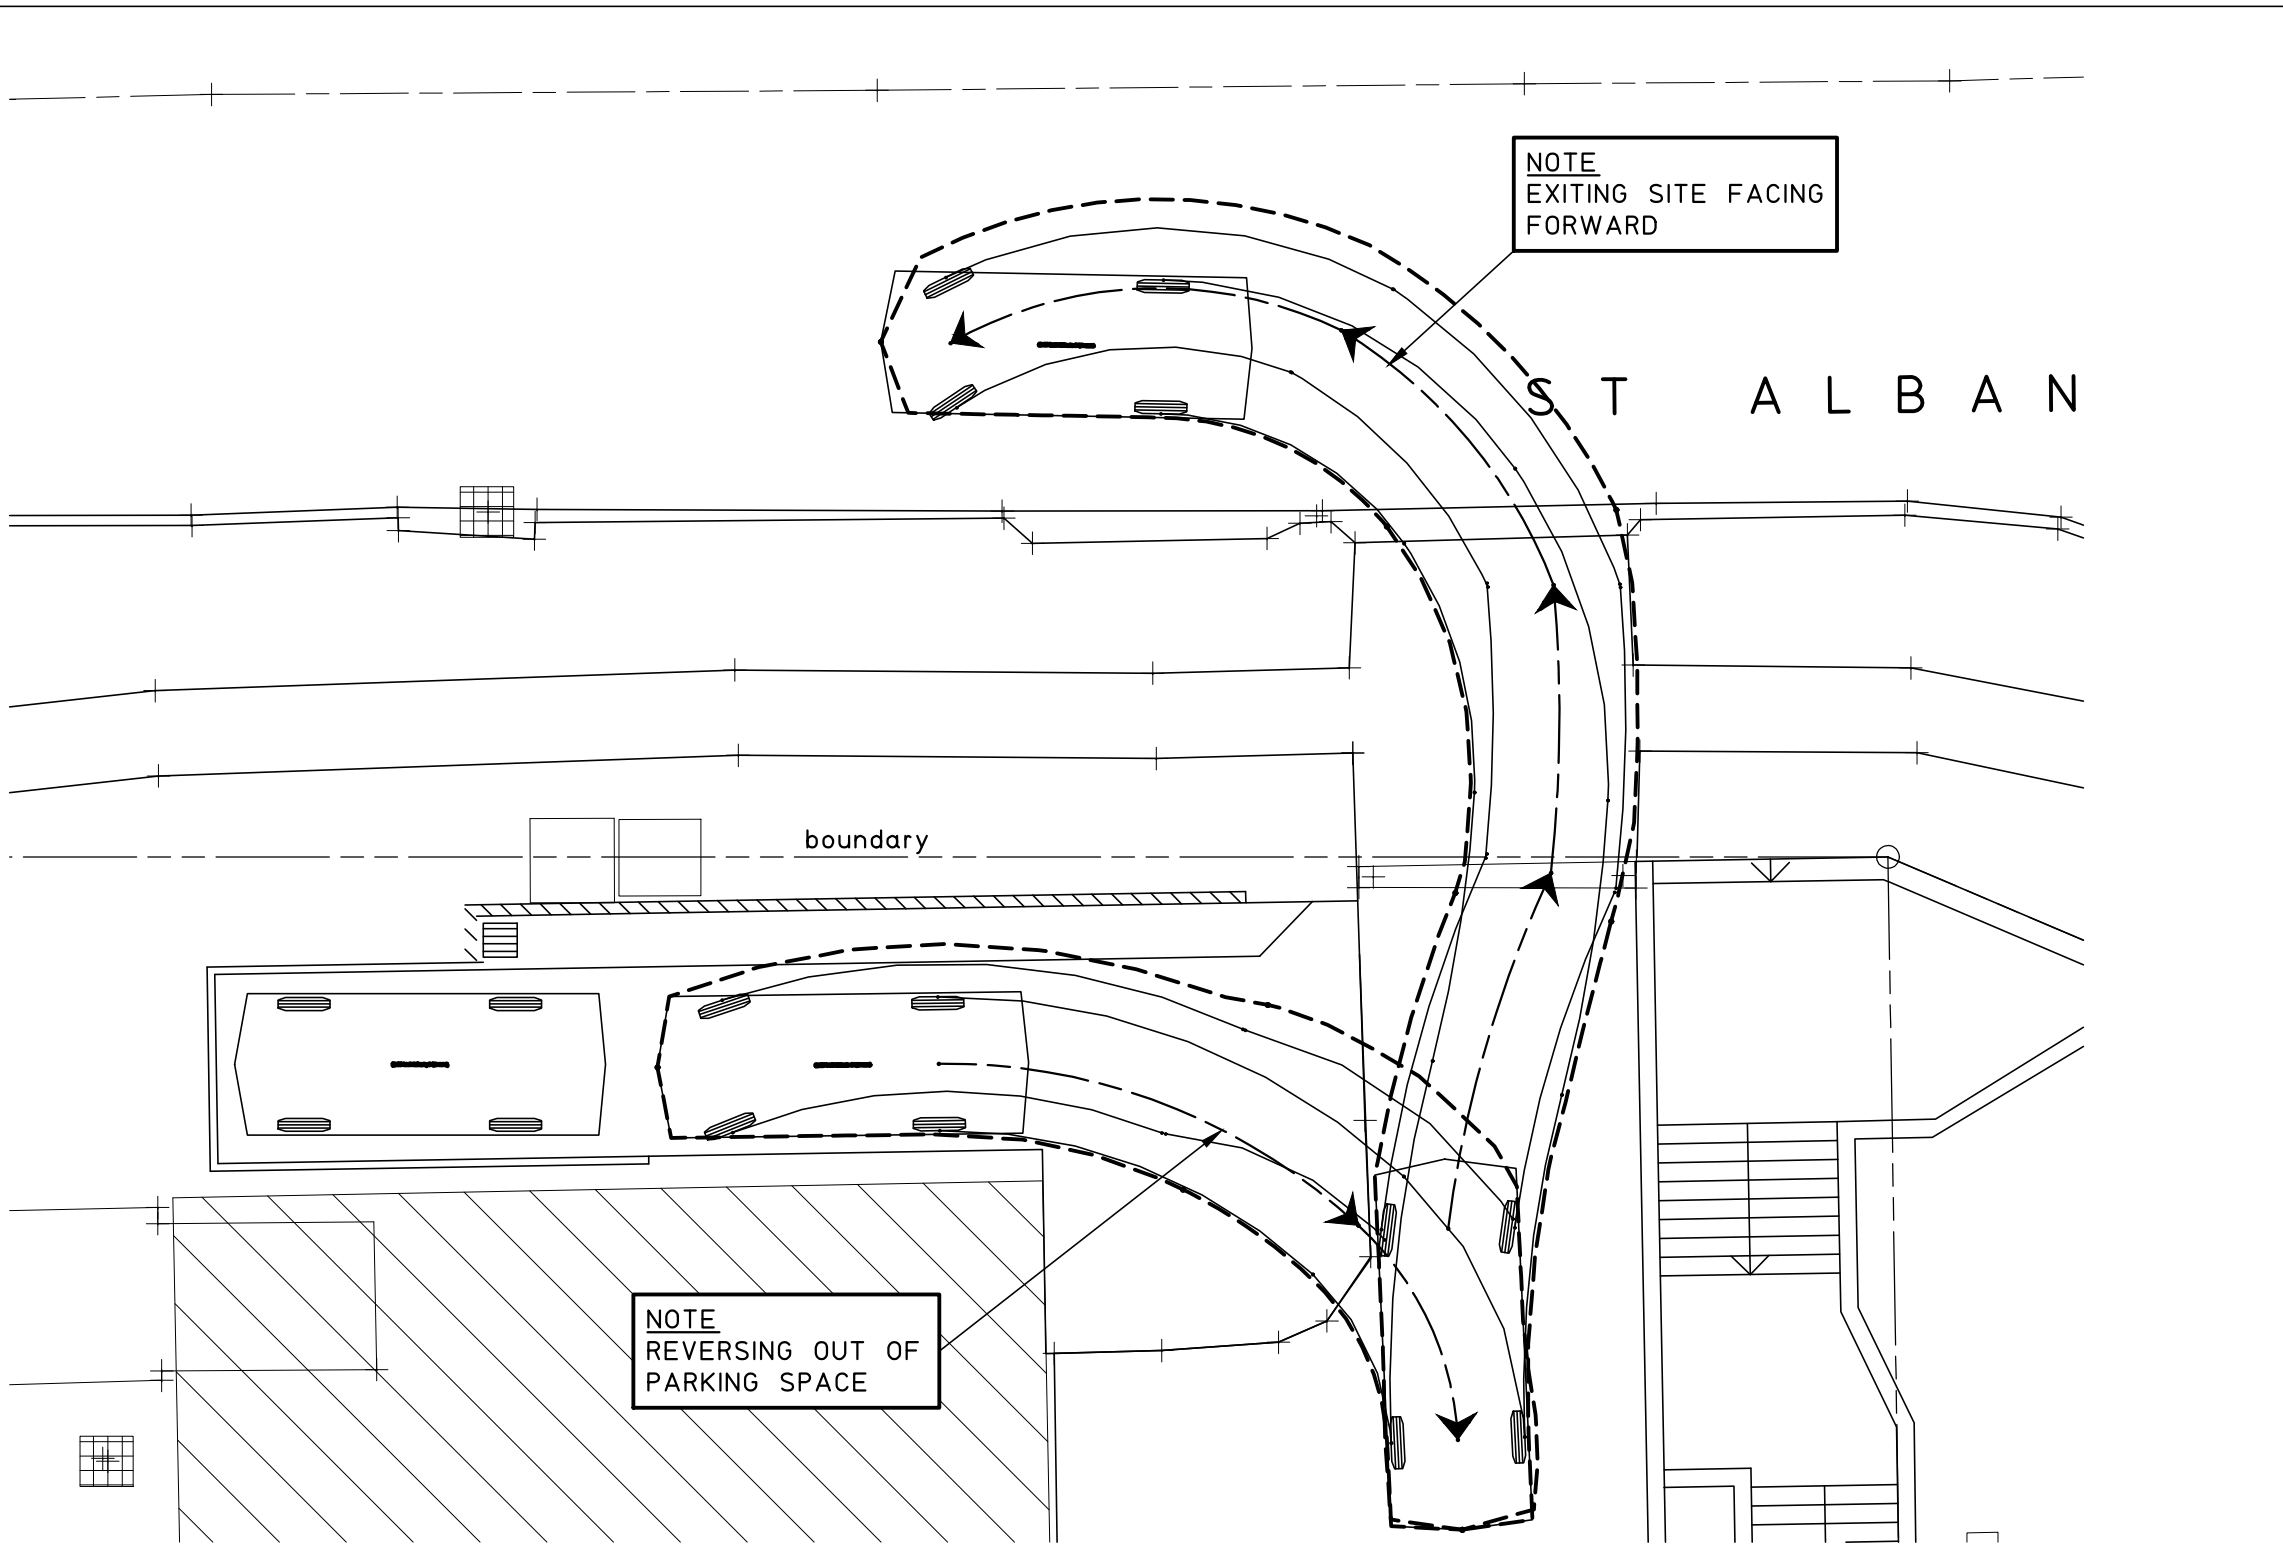 NOTE
EXITING SITE FACING
FORWARD
ST ALBAN
boundary
NOTE
REVERSING OUT OF
PARKING SPACE